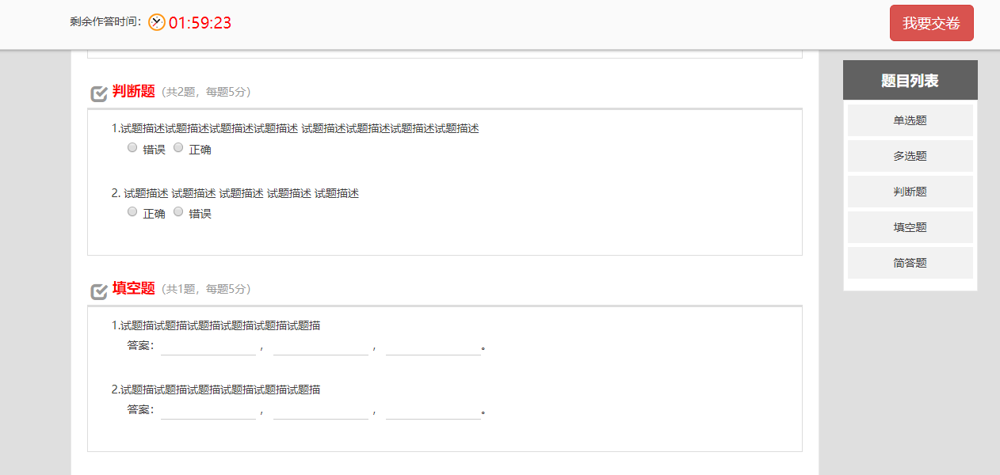 剩余作答时间： 01:59:23
我要交卷
判断题 (共2题，每题5分)
1.试题描述试题描述试题描述试题描述 试题描述试题描述试题描述试题描述
错误 正确
2. 试题描述 试题描述 试题描述 试题描述 试题描述
正确 错误
填空题 (共1题，每题5分)
1.试题描试题描试题描试题描试题描试题描
答案： ， ， 。
2.试题描试题描试题描试题描试题描试题描
答案： ， ， 。
题目列表
单选题
多选题
判断题
填空题
简答题